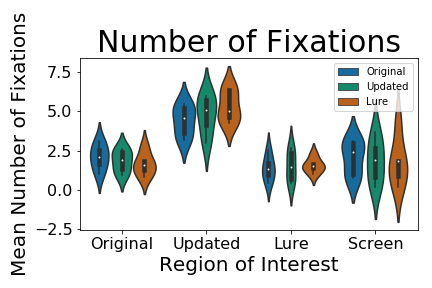 Number of Fixations
Mean Number of Fixations
7.5
5.0
2.5
0.0
−2.5
Original
Updated
Lure
Original
Updated
Lure
Screen
Region of Interest